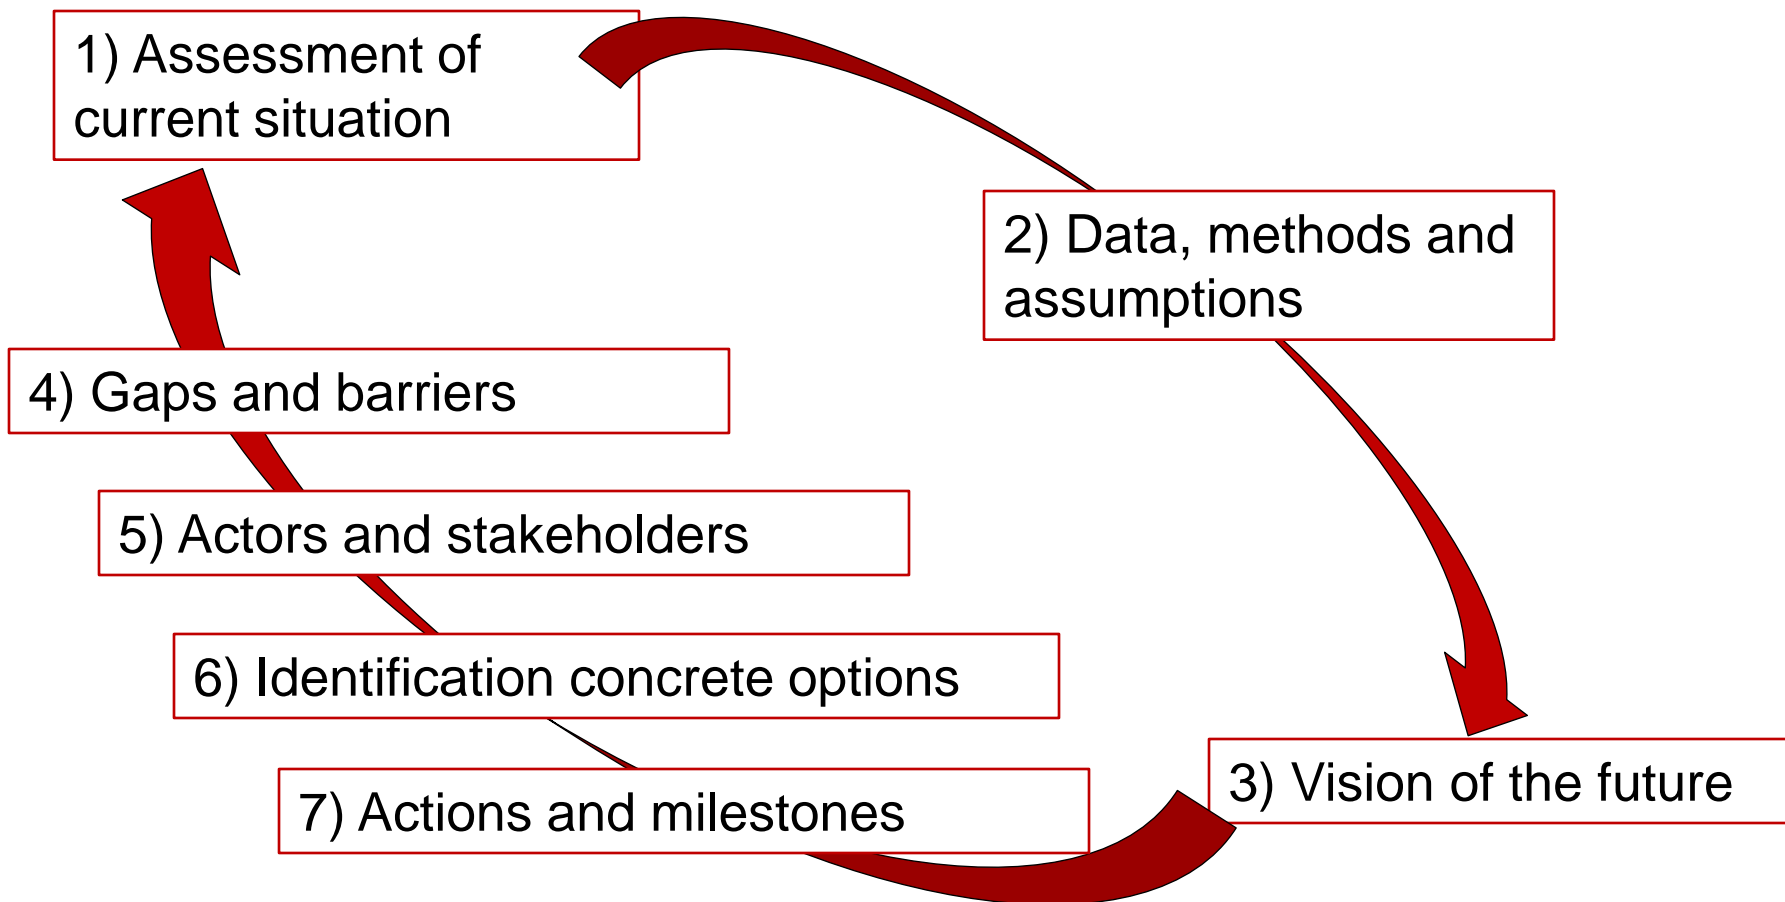 1) Assessment of
current situation
2) Data, methods and
assumptions
4) Gaps and barriers
5) Actors and stakeholders
6) Identification concrete options
3) Vision of the future
7) Actions and milestones